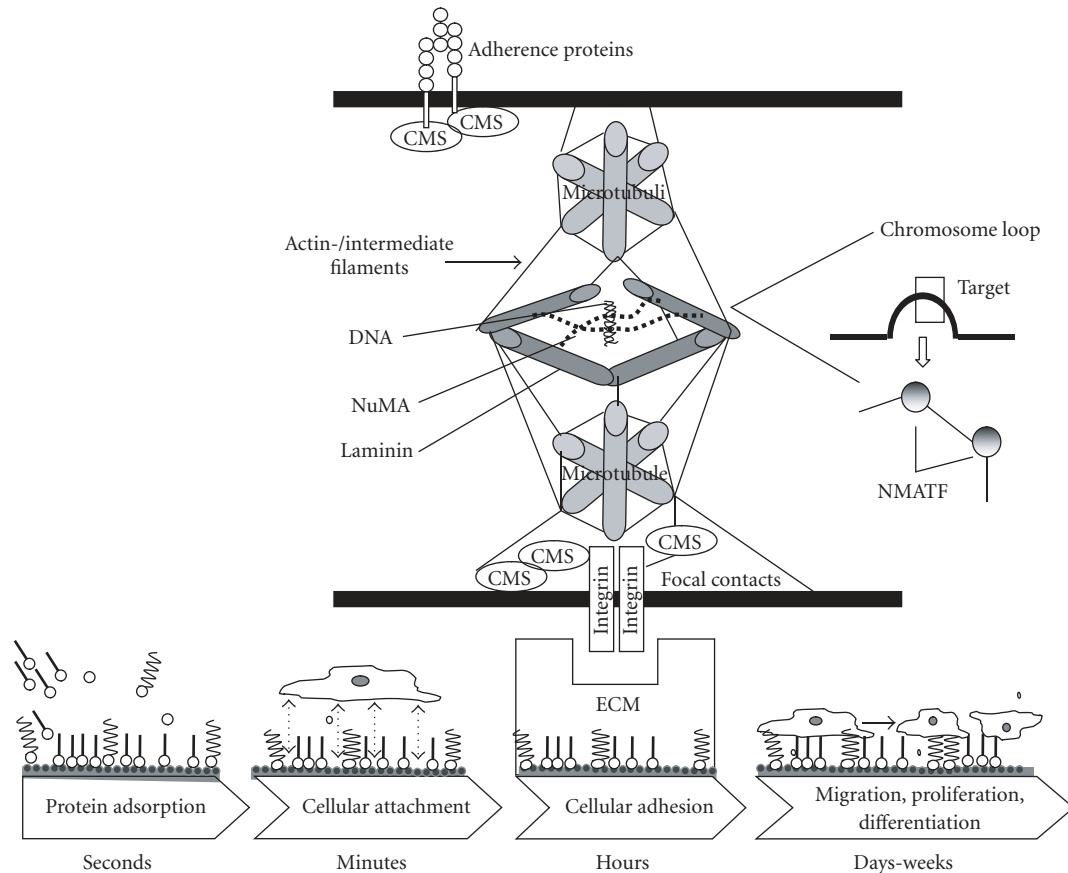 Adherence proteins
CMS
CMS
Microtubuli
Actin-/intermediate
filaments
Chromosome loop
Target
DNA
NuMA
Laminin
Microtubule
NMATF
CMS
CMS
CMS
Integrin
Integrin
Focal contacts
ECM
Protein adsorption
Cellular attachment
Cellular adhesion
Migration, proliferation,
differentiation
Seconds
Minutes
Hours
Days-weeks